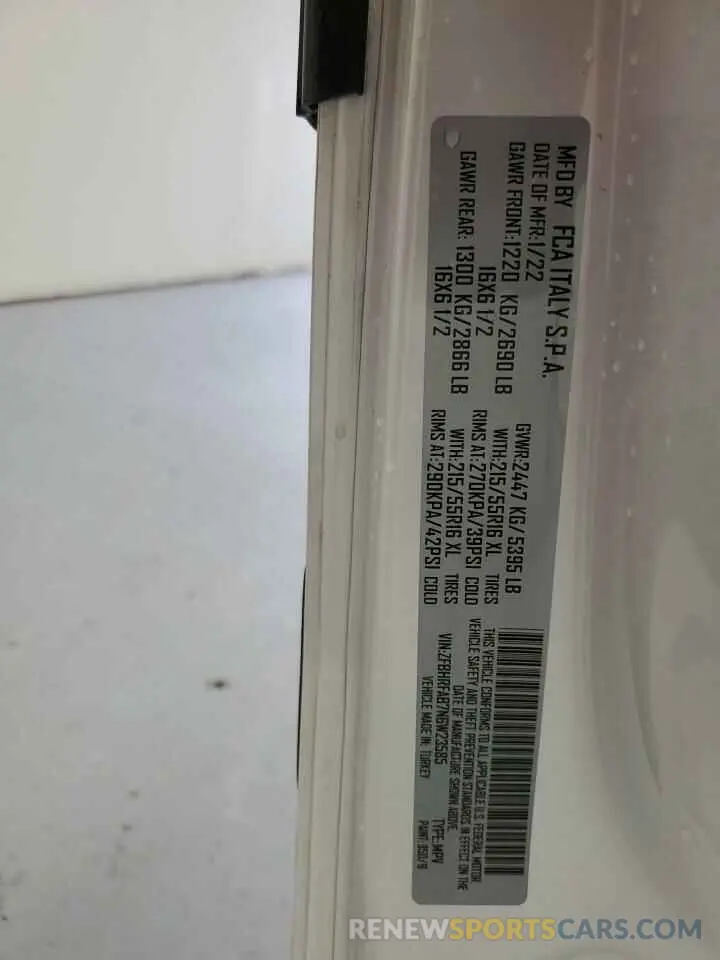 MFD BY FCA ITALY S.P.A.
DATE OF MFR:1/22 GVWR:2447 KG/ 5395 LB
GAWR FRONT:1220 KG/2690 LB WITH:215/55R16 XL TIRES
16X6 1/2 RIMS AT:270KPA/39PSI COLD
GAWR REAR: 1300 KG/2866 LB WITH:215/55R16 XL TIRES
16X6 1/2 RIMS AT:290KPA/42PSI COLD
THIS VEHICLE CONFORMS TO ALL APPLICABLE U.S. FEDERAL MOTOR
VEHICLE SAFETY AND THEFT PREVENTION STANDARDS IN EFFECT ON THE
DATE OF MANUFACTURE SHOWN ABOVE.
VIN:ZFBHRFAB7N6W23585 TYPE:MPV
VEHICLE MADE IN: TURKEY PAINT:
RENEWSPORTSCARS.COM